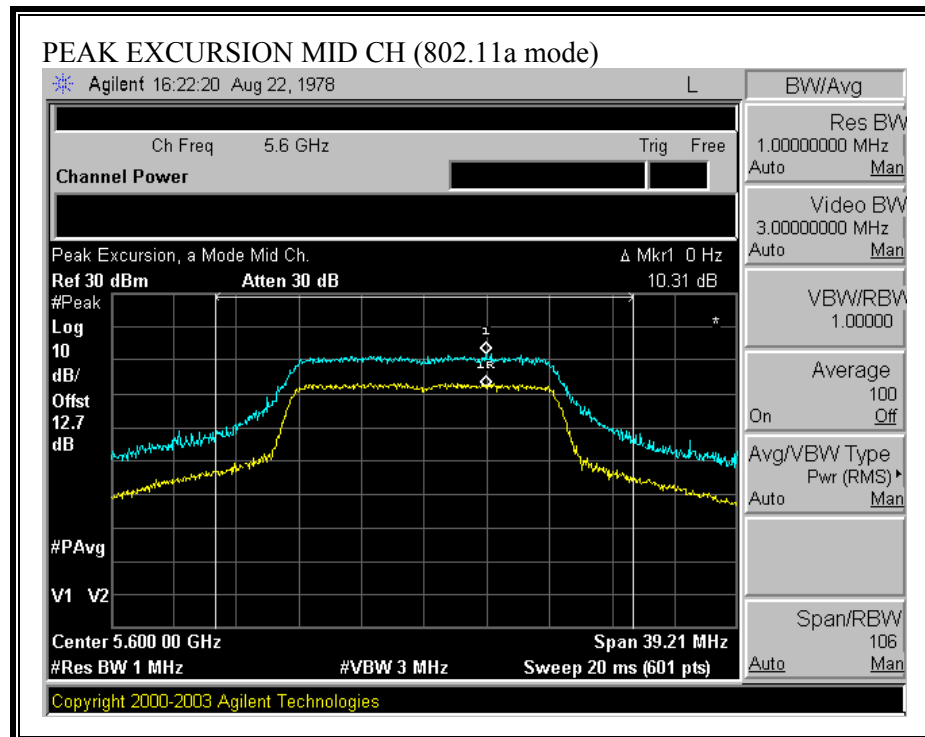 PEAK EXCURSION MID CH (802.11a mode)
Agilent 16:22:20 Aug 22, 1978 L
Ch Freq 5.6 GHz Trig Free
Channel Power
Peak Excursion, a Mode Mid Ch. Δ Mkr1 0 Hz
Ref 30 dBm Atten 30 dB 10.31 dB
#Peak
Log
10
dB/
Offst
12.7
dB
1
1R
*
#PAvg
V1 V2
Center 5.600 00 GHz Span 39.21 MHz
#Res BW 1 MHz #VBW 3 MHz Sweep 20 ms (601 pts)
Copyright 2000-2003 Agilent Technologies
BW/Avg
Res BW
1.00000000 MHz
Auto Man
Video BW
3.00000000 MHz
Auto Man
VBW/RBW
1.00000
Average
100
On Off
Avg/VBW Type
Pwr (RMS)
Auto Man
Span/RBW
106
Auto Man